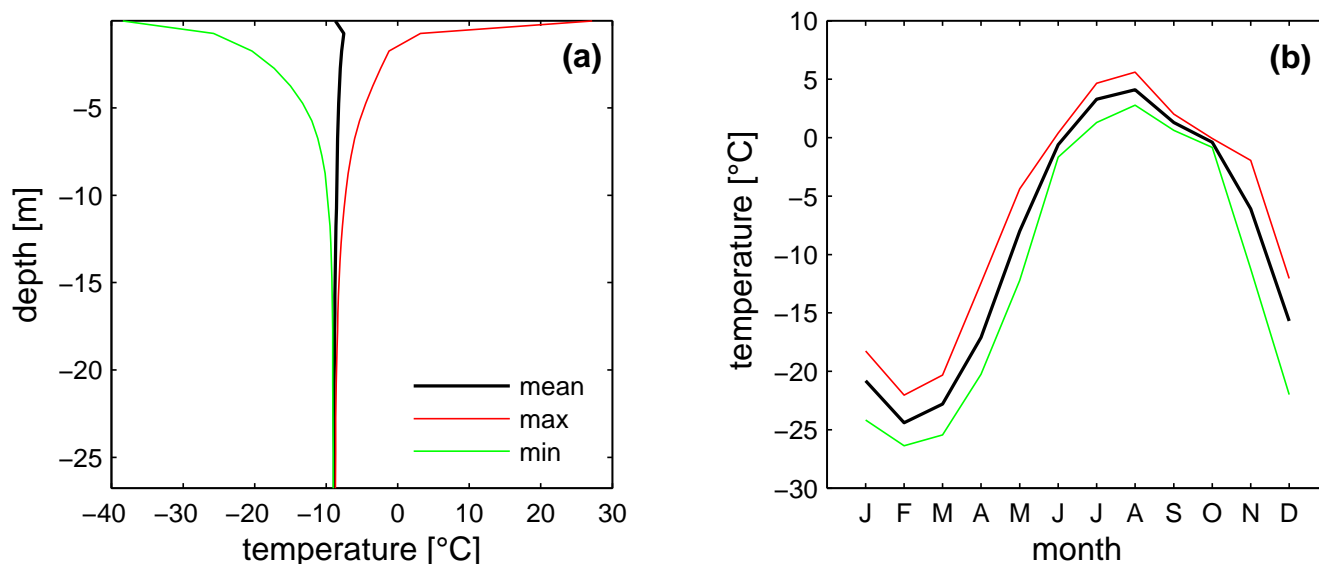 (a)
depth [m]
−5
−10
−15
−20
−25
mean
max
min
−40 −30 −20 −10 0 10 20 30
temperature [°C]
(b)
temperature [°C]
10
5
0
−5
−10
−15
−20
−25
−30
J F M A M J J A S O N D
month